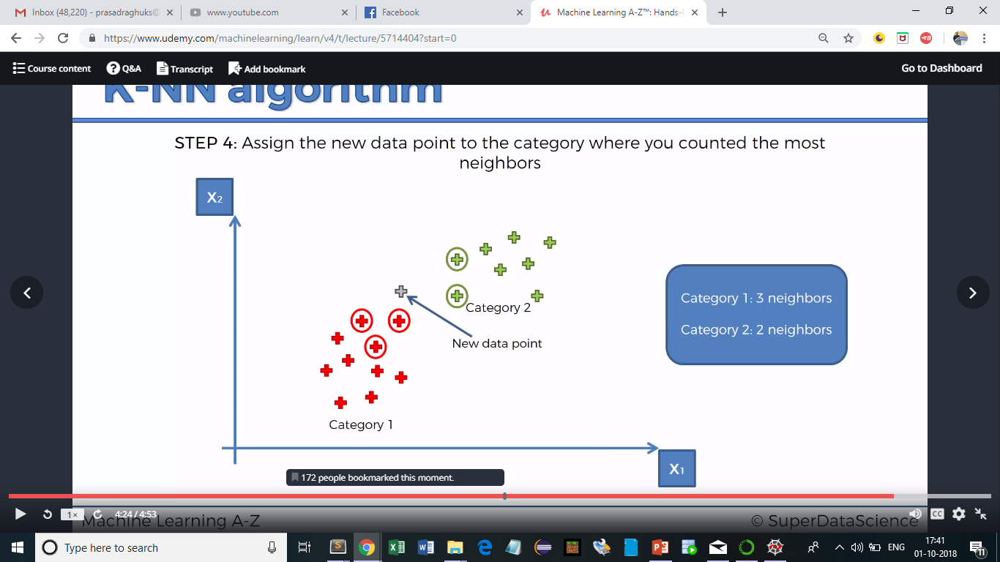 Inbox (48,220) - prasadraghuks@
www.youtube.com
Facebook
Machine Learning A-Z™: Hands-
https://www.udemy.com/machinelearning/learn/v4/t/lecture/5714404?start=0
Course content
Q&A
Transcript
Add bookmark
Go to Dashboard
K-NN algorithm
STEP 4: Assign the new data point to the category where you counted the most
neighbors
X2
Category 2
New data point
Category 1: 3 neighbors
Category 2: 2 neighbors
Category 1
X1
172 people bookmarked this moment.
1×
4:24 / 4:53
CC
Machine Learning A-Z
© SuperDataScience
Type here to search
ENG
17:41
01-10-2018
11